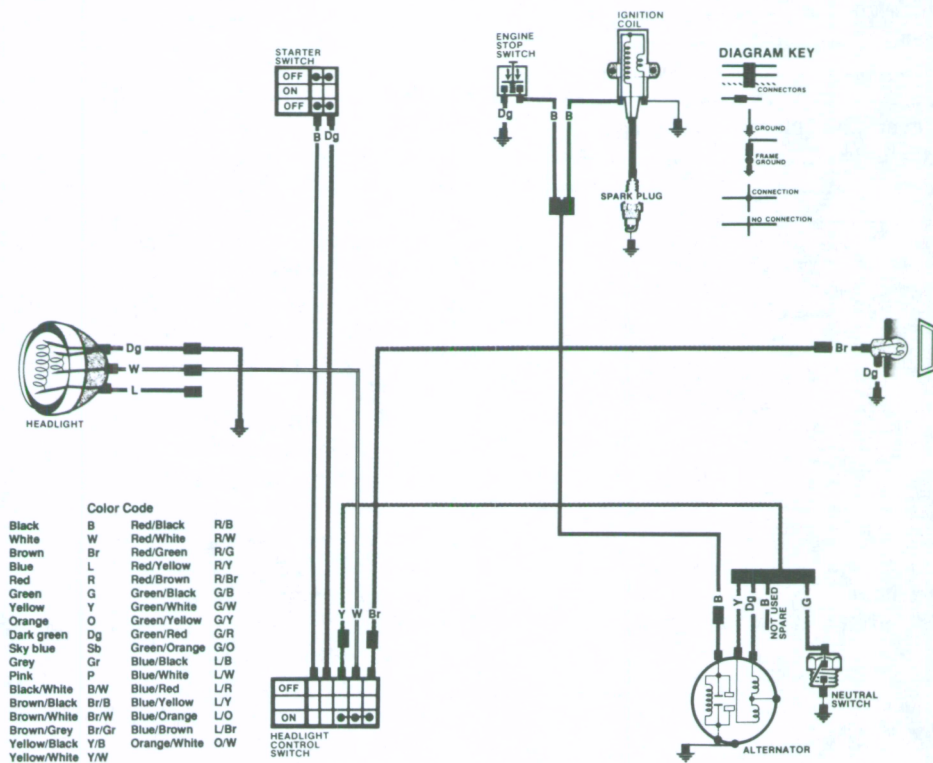 STARTER
SWITCH
OFF
ON
OFF
B
Dg
ENGINE
STOP
SWITCH
Dg
B
B
IGNITION
COIL
SPARK PLUG
DIAGRAM KEY
CONNECTORS
GROUND
FRAME
GROUND
CONNECTION
NO CONNECTION
Dg
W
L
HEADLIGHT
Br
Dg
Color Code
Black B Red/Black R/B
White W Red/White R/W
Brown Br Red/Green R/G
Blue L Red/Yellow R/Y
Red R Red/Brown R/Br
Green G Green/Black G/B
Yellow Y Green/White G/W
Orange O Green/Yellow G/Y
Dark green Dg Green/Red G/R
Sky blue Sb Green/Orange G/O
Grey Gr Blue/Black L/B
Pink P Blue/White L/W
Black/White B/W Blue/Red L/R
Brown/Black Br/B Blue/Yellow L/Y
Brown/White Br/W Blue/Orange L/O
Brown/Grey Br/Gr Blue/Brown L/Br
Yellow/Black Y/B Orange/White O/W
Yellow/White Y/W
Y
W
Br
OFF
ON
HEADLIGHT
CONTROL
SWITCH
B
Y
Dg
B
NOT USED
SPARE
G
ALTERNATOR
NEUTRAL
SWITCH